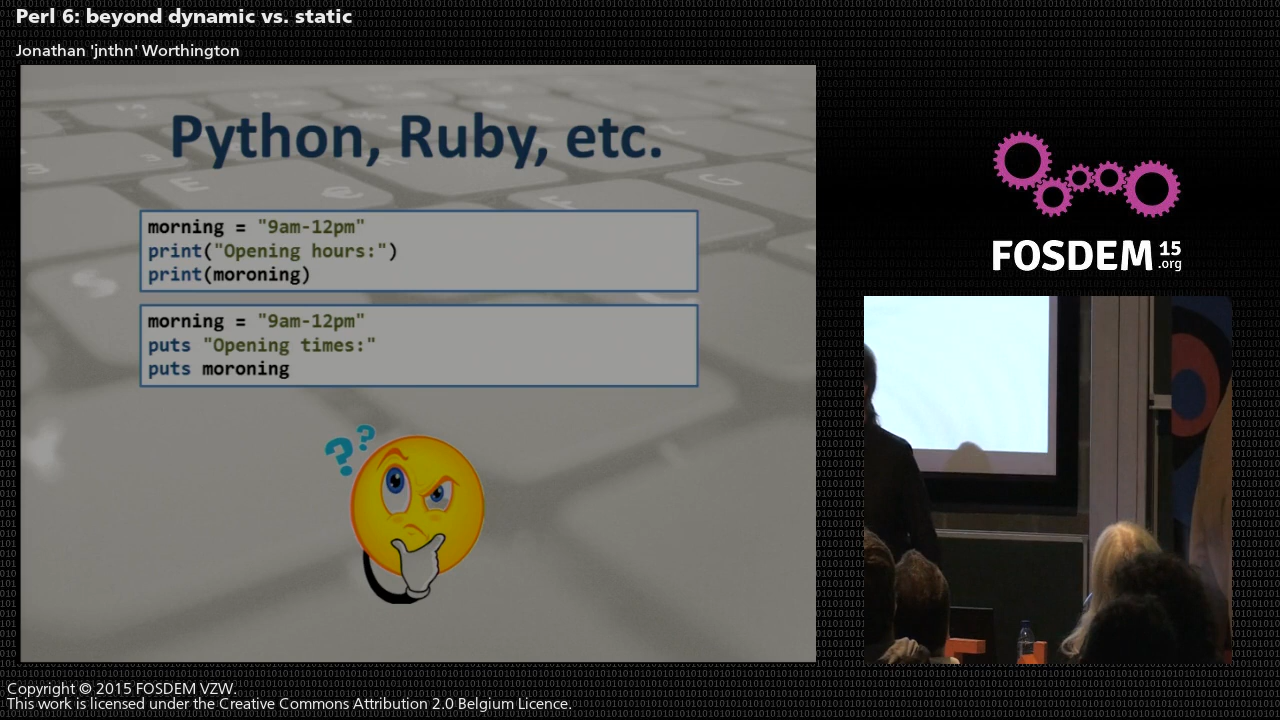 Perl 6: beyond dynamic vs. static
Jonathan 'jnthn' Worthington
Python, Ruby, etc.
morning = "9am-12pm"
print("Opening hours:")
print(moroning)
morning = "9am-12pm"
puts "Opening times:"
puts moroning
??
FOSDEM 15
.org
Copyright © 2015 FOSDEM VZW.
This work is licensed under the Creative Commons Attribution 2.0 Belgium Licence.